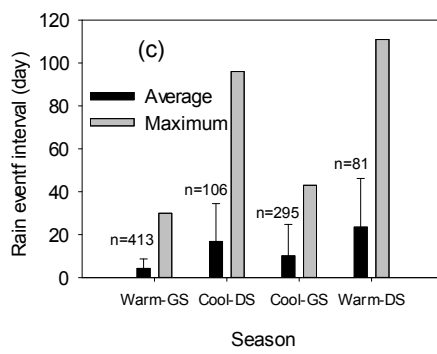 120
100
80
60
40
20
0
Rain eventf interval (day)
(c)
Average
Maximum
n=413
n=106
n=295
n=81
Warm-GS Cool-DS Cool-GS Warm-DS
Season